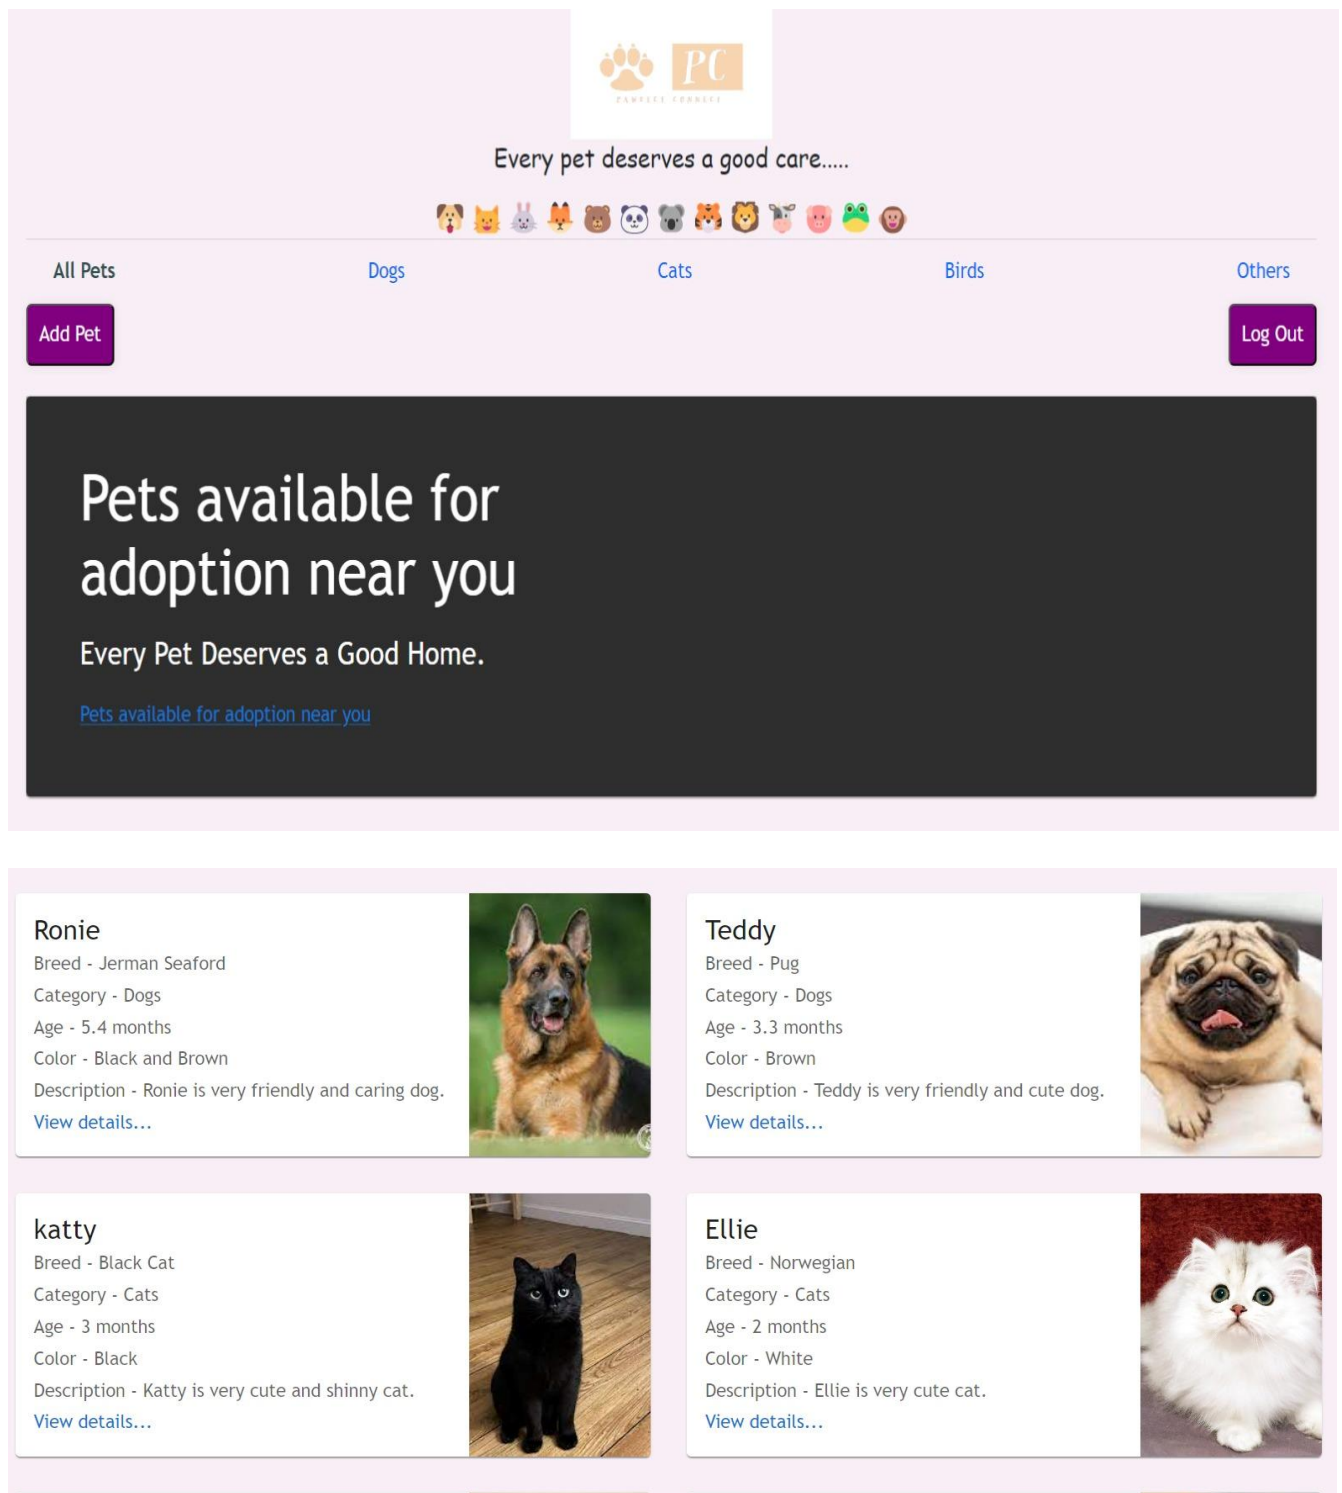 PC
Every pet deserves a good care.....
All Pets Dogs Cats Birds Others
Add Pet Log Out
Pets available for
adoption near you
Every Pet Deserves a Good Home.
Pets available for adoption near you
Ronie
Breed - Jerman Seaford
Category - Dogs
Age - 5.4 months
Color - Black and Brown
Description - Ronie is very friendly and caring dog.
View details...
Teddy
Breed - Pug
Category - Dogs
Age - 3.3 months
Color - Brown
Description - Teddy is very friendly and cute dog.
View details...
katty
Breed - Black Cat
Category - Cats
Age - 3 months
Color - Black
Description - Katty is very cute and shinny cat.
View details...
Ellie
Breed - Norwegian
Category - Cats
Age - 2 months
Color - White
Description - Ellie is very cute cat.
View details...